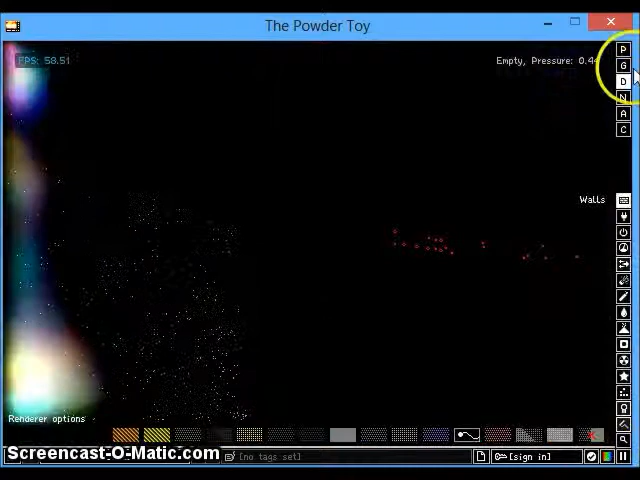 The Powder Toy
FPS: 58.51
Empty, Pressure: 0.44
P
G
D
N
A
C
Walls
Renderer options
Screencast-O-Matic.com
[no tags set]
[sign in]